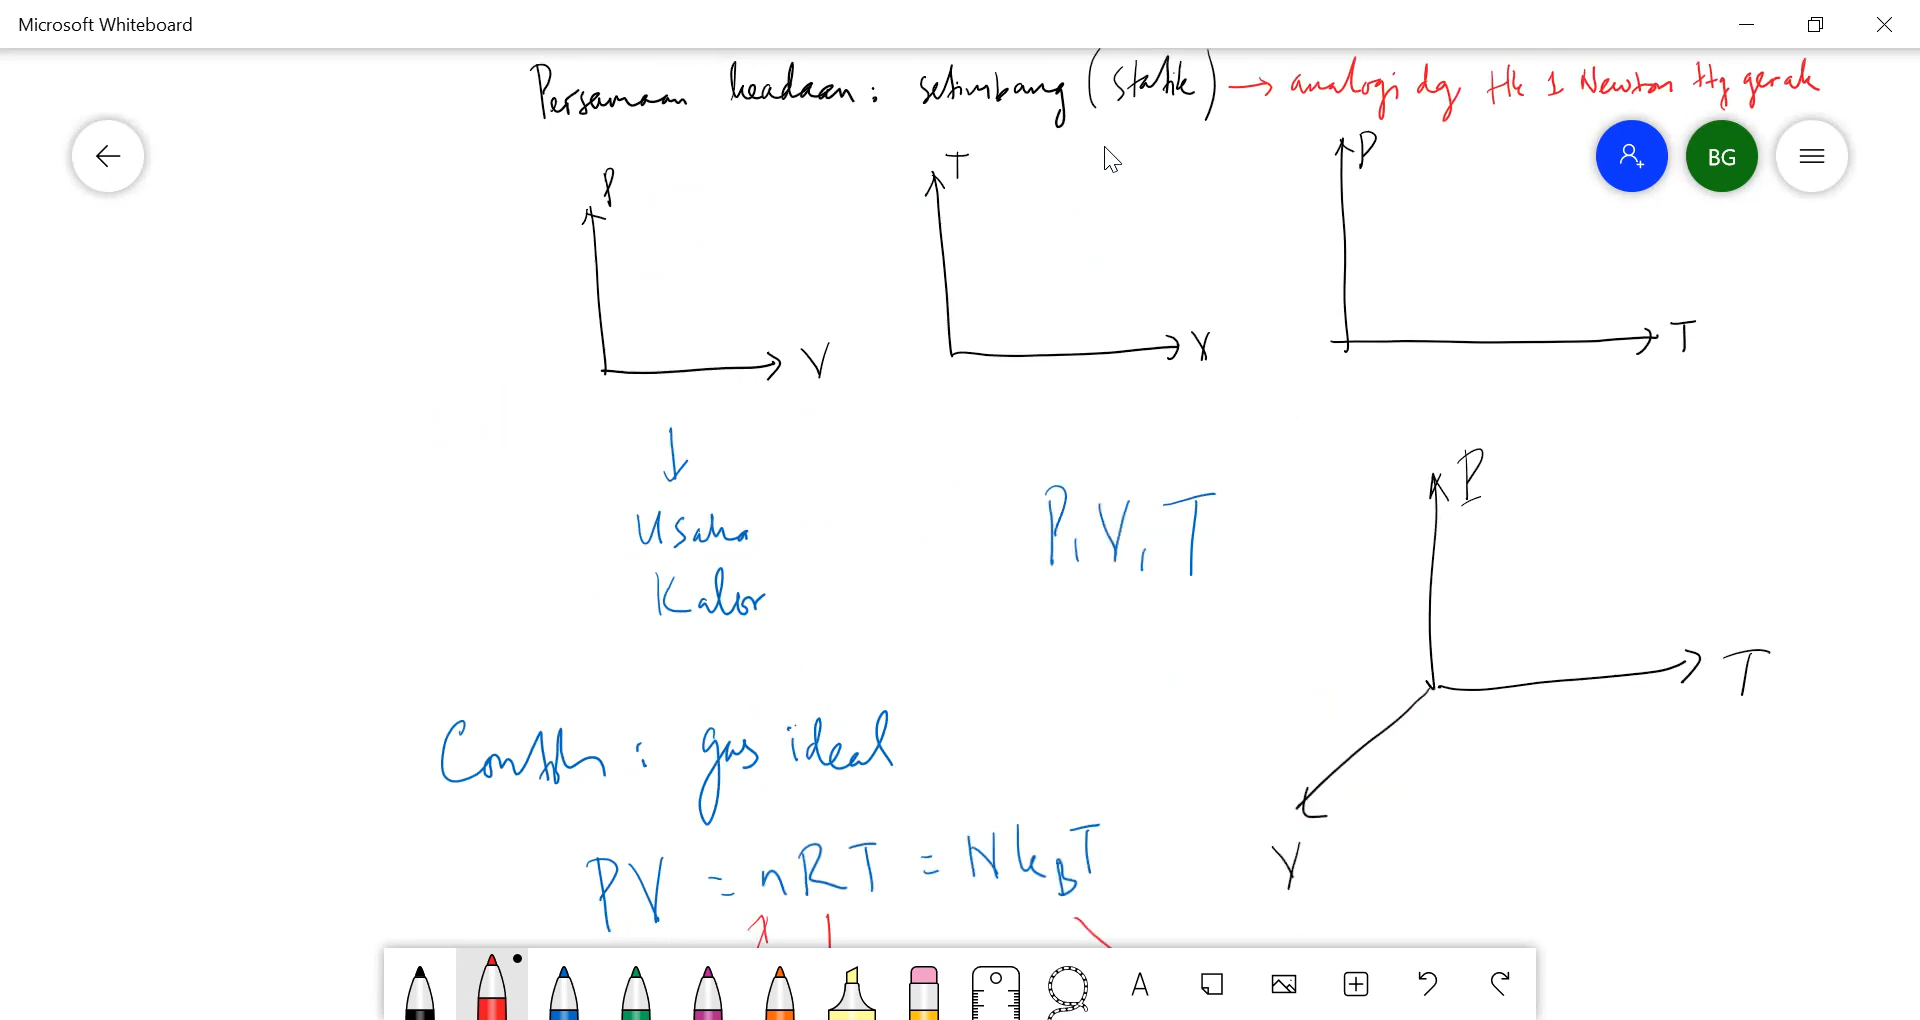 Microsoft Whiteboard
Persamaan keadaan : setimbang (statik) → analogi dg Hk 1 Newton ttg gerak
BG
P
V
T
V
P
T
Usaha
Kalor
P, V, T
P
T
V
Contoh : gas ideal
PV = nRT = Nk_BT
A